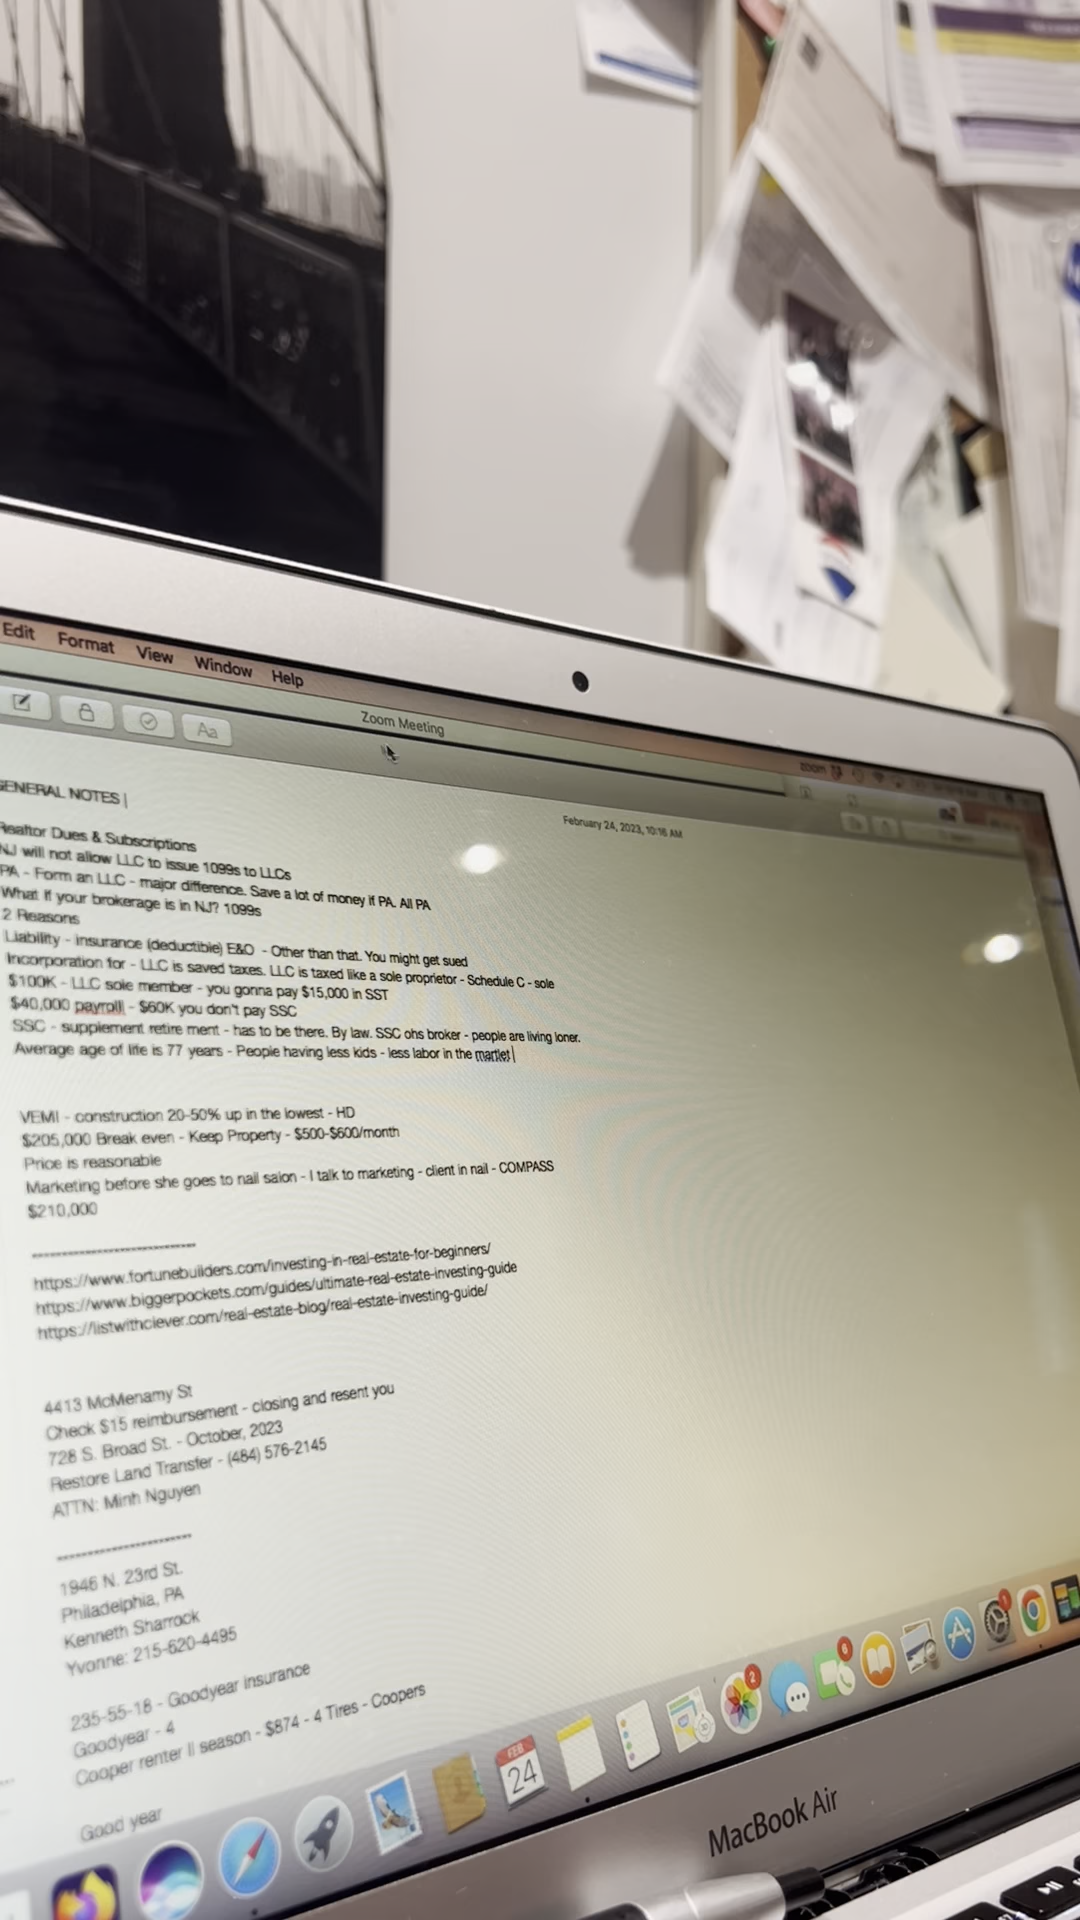 Edit Format View Window Help
zoom
Zoom Meeting
Aa
February 24, 2023, 10:16 AM
GENERAL NOTES
Realtor Dues & Subscriptions
NJ will not allow LLC to issue 1099s to LLCs
PA - Form an LLC - major difference. Save a lot of money if PA. All PA
What if your brokerage is in NJ? 1099s
2 Reasons
Liability - insurance (deductible) E&O - Other than that. You might get sued
Incorporation for - LLC is saved taxes. LLC is taxed like a sole proprietor - Schedule C - sole
$100K - LLC sole member - you gonna pay $15,000 in SST
$40,000 payrolll - $60K you don't pay SSC
SSC - supplement retire ment - has to be there. By law. SSC ohs broker - people are living loner.
Average age of life is 77 years - People having less kids - less labor in the martlet
VEMI - construction 20-50% up in the lowest - HD
$205,000 Break even - Keep Property - $500-$600/month
Price is reasonable
Marketing before she goes to nail salon - I talk to marketing - client in nail - COMPASS
$210,000
----------------------------
https://www.fortunebuilders.com/investing-in-real-estate-for-beginners/
https://www.biggerpockets.com/guides/ultimate-real-estate-investing-guide
https://listwithclever.com/real-estate-blog/real-estate-investing-guide/
4413 McMenamy St
Check $15 reimbursement - closing and resent you
728 S. Broad St. - October, 2023
Restore Land Transfer - (484) 576-2145
ATTN: Minh Nguyen
-----------------------
1946 N. 23rd St.
Philadelphia, PA
Kenneth Sharrock
Yvonne: 215-620-4495
235-55-18 - Goodyear insurance
Goodyear - 4
Cooper renter II season - $874 - 4 Tires - Coopers
Good year
FEB
24
2
6
1
MacBook Air